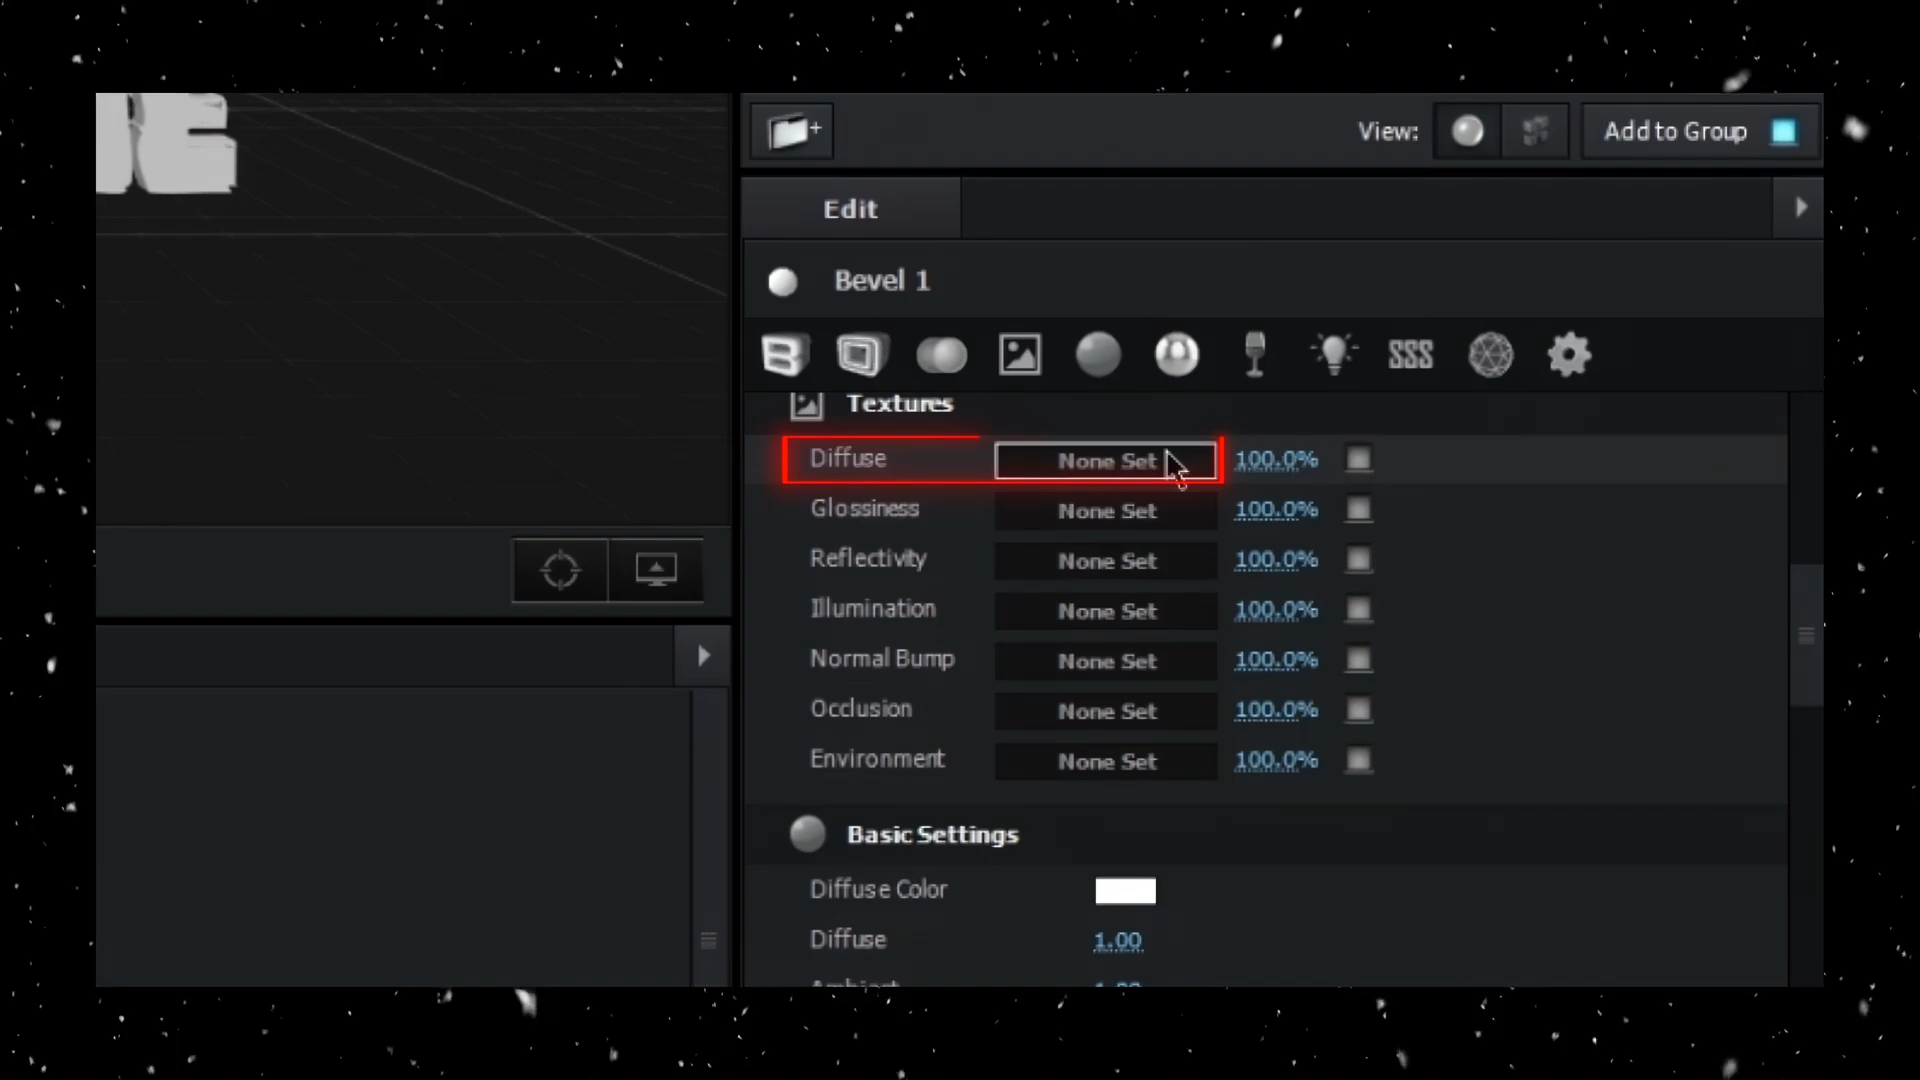 View:
Add to Group
Edit
Bevel 1
Textures
Diffuse None Set 100.0%
Glossiness None Set 100.0%
Reflectivity None Set 100.0%
Illumination None Set 100.0%
Normal Bump None Set 100.0%
Occlusion None Set 100.0%
Environment None Set 100.0%
Basic Settings
Diffuse Color
Diffuse 1.00